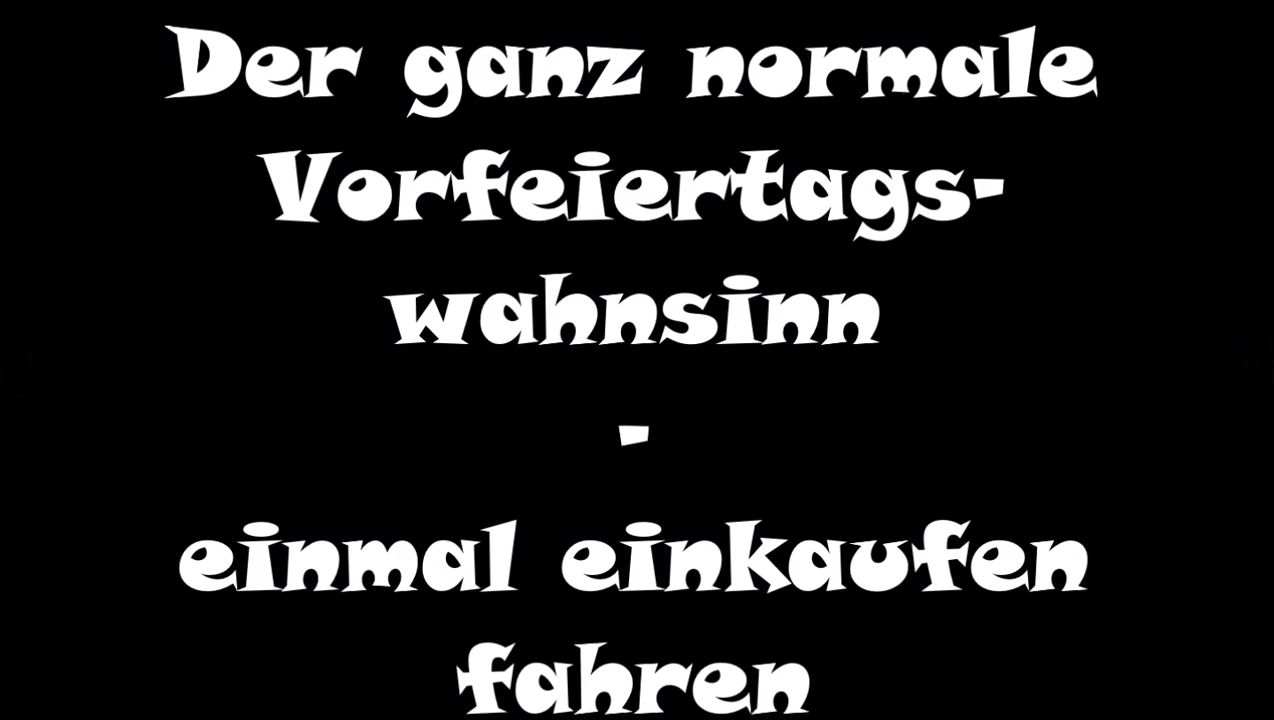 Der ganz normale
Vorfeiertags-
wahnsinn
-
einmal einkaufen
fahren